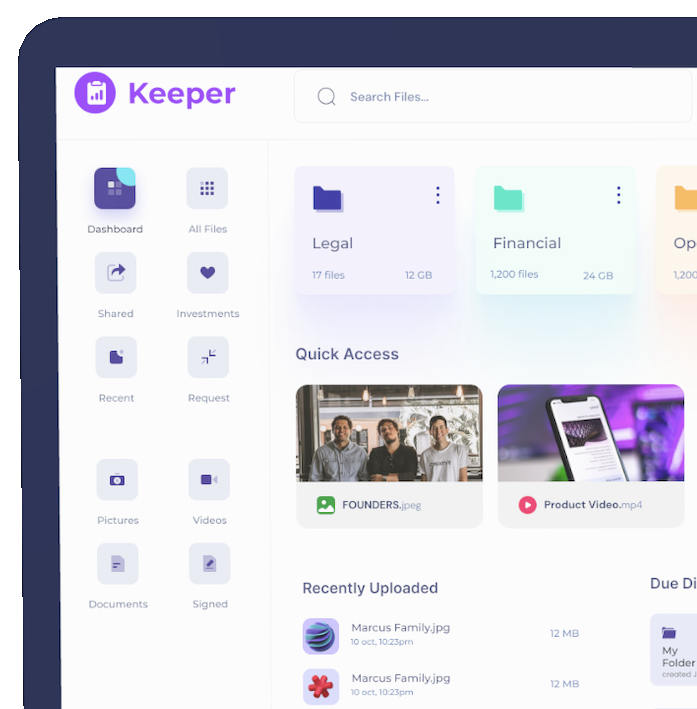 Keeper
Search Files...
Dashboard
All Files
Shared
Investments
Recent
Request
Pictures
Videos
Documents
Signed
Legal
17 files
12 GB
Financial
1,200 files
24 GB
Op
1,200
Quick Access
FOUNDERS.jpeg
Product Video.mp4
Recently Uploaded
Marcus Family.jpg
10 oct, 10:23pm
12 MB
Marcus Family.jpg
10 oct, 10:23pm
12 MB
Due Di
My
Folder
created J